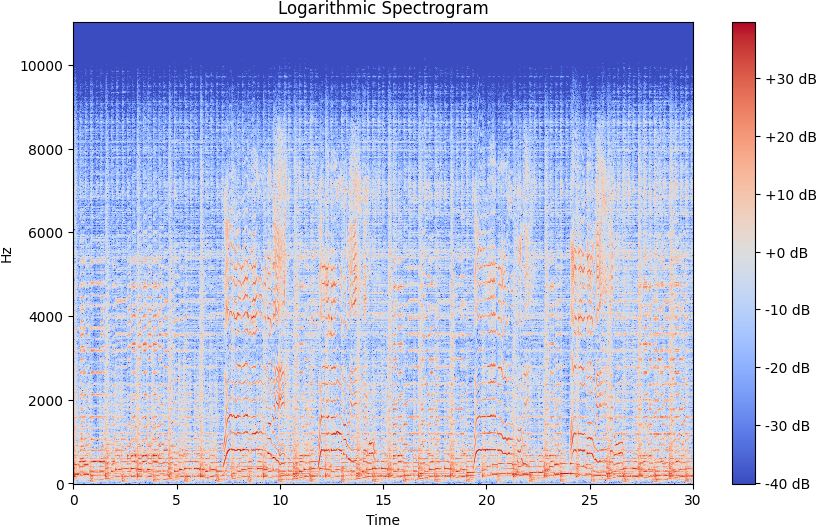 Logarithmic Spectrogram
Hz
10000
8000
6000
4000
2000
0
0 5 10 15 20 25 30
Time
+30 dB
+20 dB
+10 dB
+0 dB
-10 dB
-20 dB
-30 dB
-40 dB